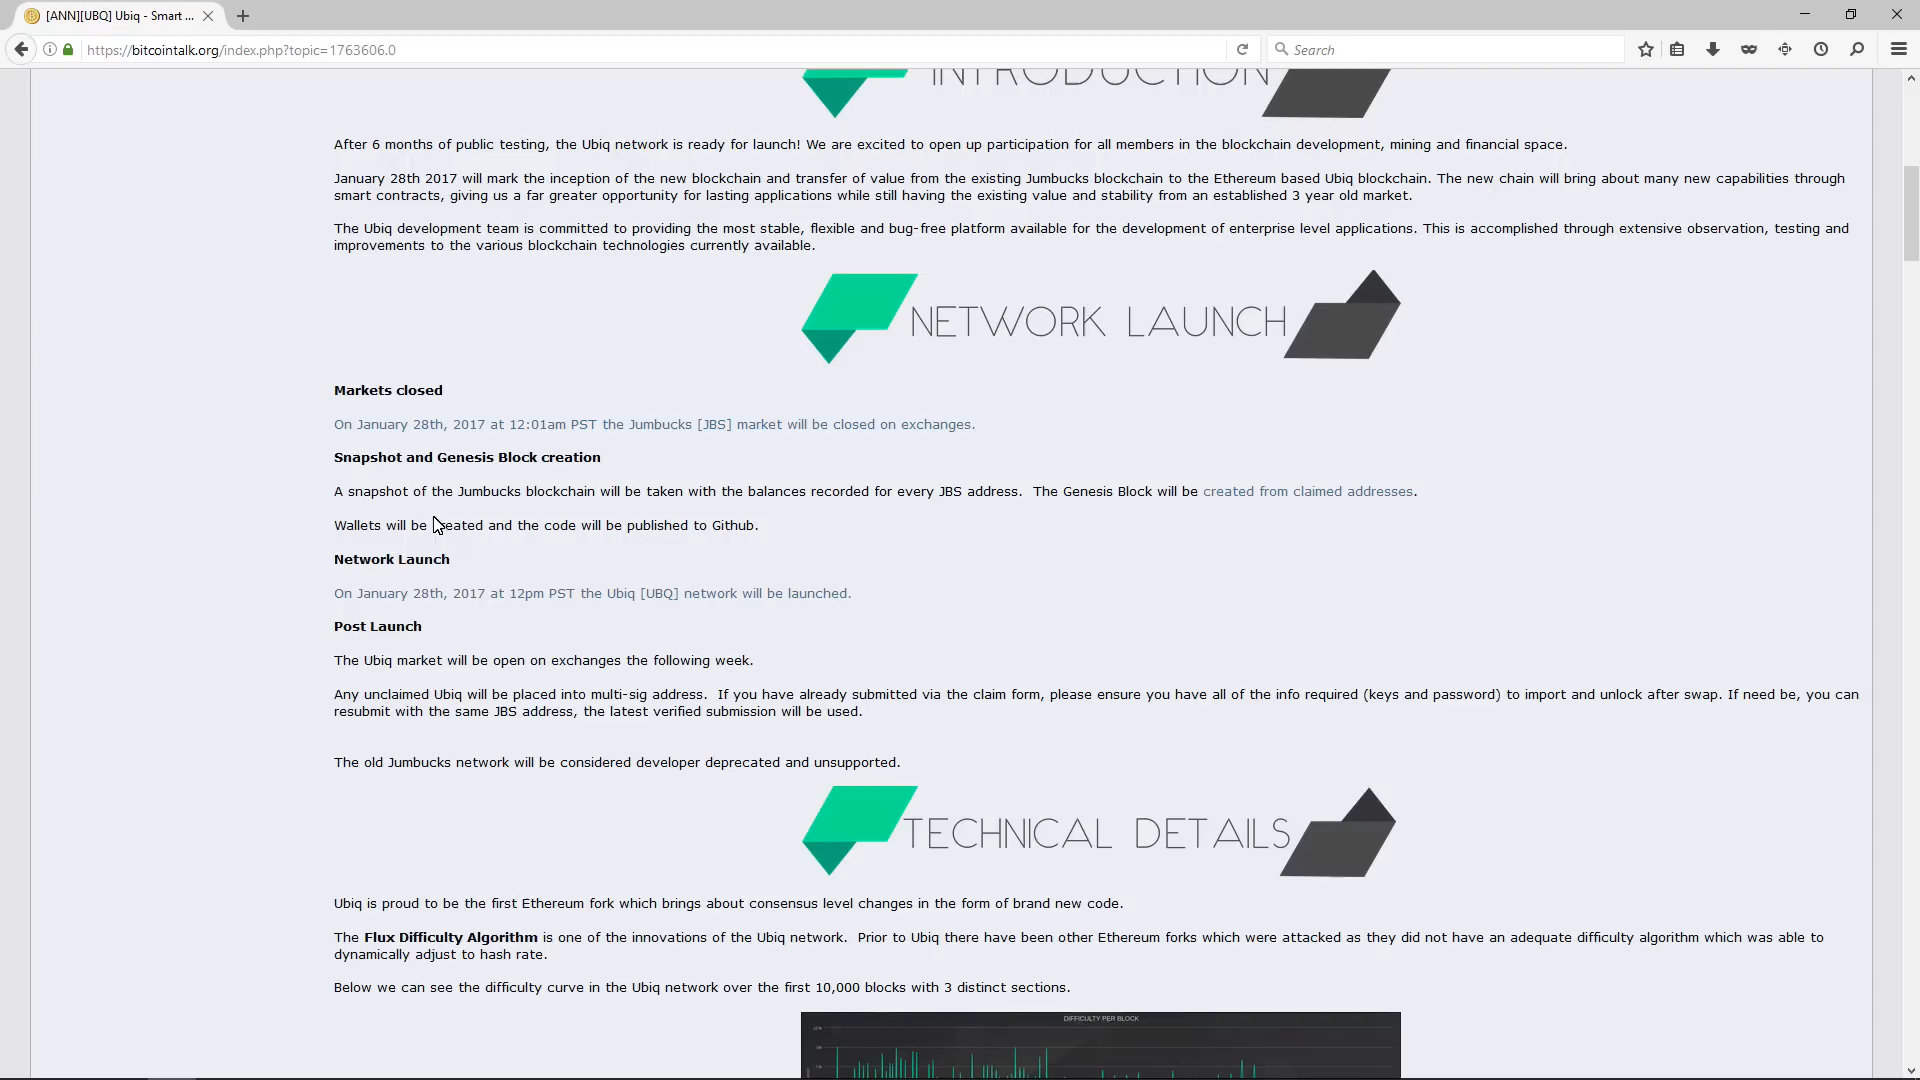 [ANN][UBQ] Ubiq - Smart ...
https://bitcointalk.org/index.php?topic=1763606.0
Search
INTRODUCTION
After 6 months of public testing, the Ubiq network is ready for launch! We are excited to open up participation for all members in the blockchain development, mining and financial space.
January 28th 2017 will mark the inception of the new blockchain and transfer of value from the existing Jumbucks blockchain to the Ethereum based Ubiq blockchain. The new chain will bring about many new capabilities through
smart contracts, giving us a far greater opportunity for lasting applications while still having the existing value and stability from an established 3 year old market.
The Ubiq development team is committed to providing the most stable, flexible and bug-free platform available for the development of enterprise level applications. This is accomplished through extensive observation, testing and
improvements to the various blockchain technologies currently available.
NETWORK LAUNCH
Markets closed
On January 28th, 2017 at 12:01am PST the Jumbucks [JBS] market will be closed on exchanges.
Snapshot and Genesis Block creation
A snapshot of the Jumbucks blockchain will be taken with the balances recorded for every JBS address.  The Genesis Block will be created from claimed addresses.
Wallets will be created and the code will be published to Github.
Network Launch
On January 28th, 2017 at 12pm PST the Ubiq [UBQ] network will be launched.
Post Launch
The Ubiq market will be open on exchanges the following week.
Any unclaimed Ubiq will be placed into multi-sig address.  If you have already submitted via the claim form, please ensure you have all of the info required (keys and password) to import and unlock after swap. If need be, you can
resubmit with the same JBS address, the latest verified submission will be used.
The old Jumbucks network will be considered developer deprecated and unsupported.
TECHNICAL DETAILS
Ubiq is proud to be the first Ethereum fork which brings about consensus level changes in the form of brand new code.
The Flux Difficulty Algorithm is one of the innovations of the Ubiq network.  Prior to Ubiq there have been other Ethereum forks which were attacked as they did not have an adequate difficulty algorithm which was able to
dynamically adjust to hash rate.
Below we can see the difficulty curve in the Ubiq network over the first 10,000 blocks with 3 distinct sections.
DIFFICULTY PER BLOCK